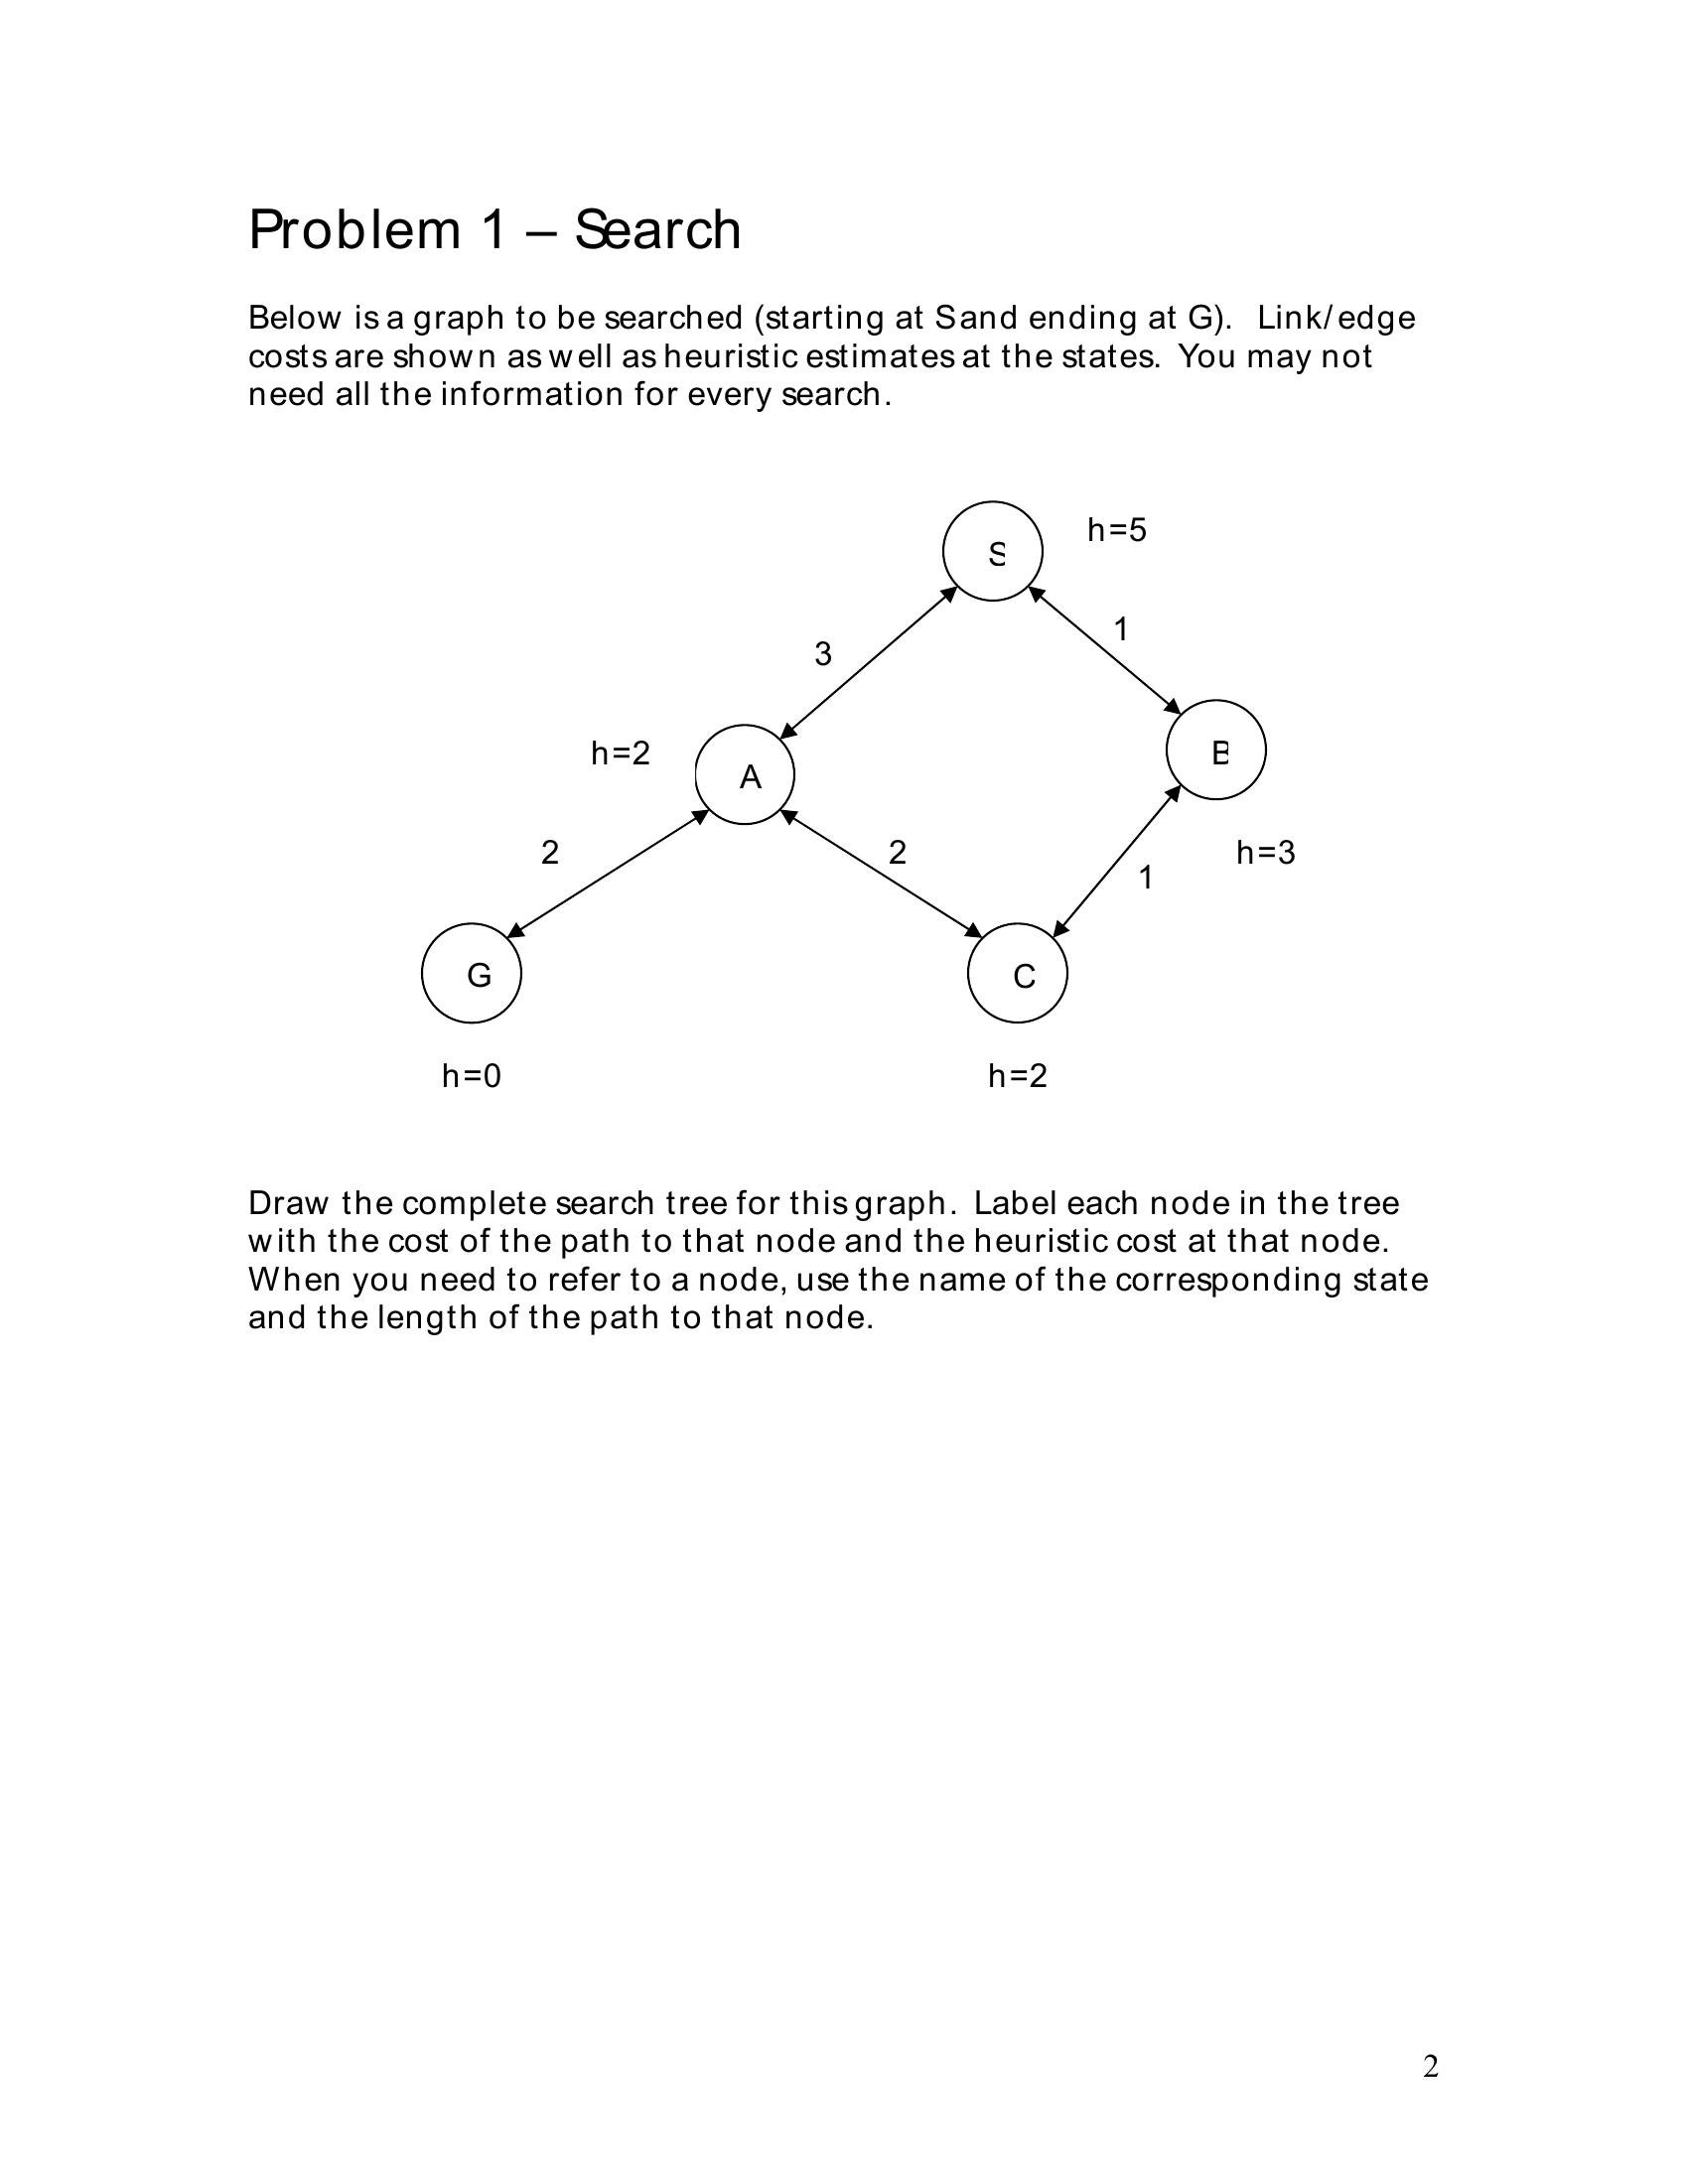 Problem 1 – Search
Below is a graph to be searched (starting at S and ending at G). Link/edge
costs are shown as well as heuristic estimates at the states. You may not
need all the information for every search.
S
h=5
1
3
h=2
A
B
2
2
h=3
1
G
C
h=0
h=2
Draw the complete search tree for this graph. Label each node in the tree
with the cost of the path to that node and the heuristic cost at that node.
When you need to refer to a node, use the name of the corresponding state
and the length of the path to that node.
2